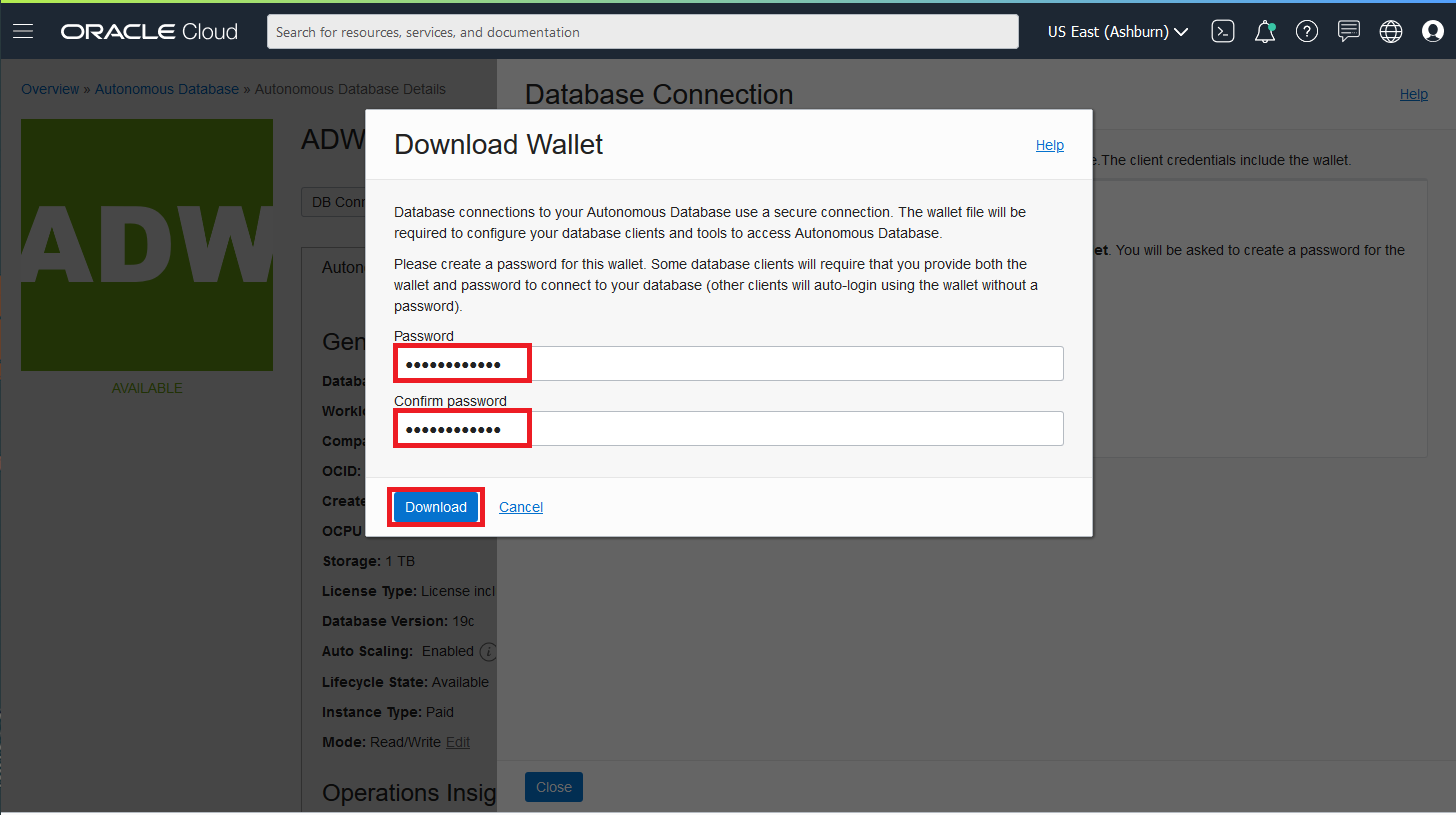 ORACLE Cloud
Search for resources, services, and documentation
US East (Ashburn)
Overview » Autonomous Database » Autonomous Database Details
ADW
AVAILABLE
ADW
DB Conn
Auton
Gen
Databa
Worklo
Compa
OCID:
Create
OCPU
Storage: 1 TB
License Type: License incl
Database Version: 19c
Auto Scaling: Enabled
Lifecycle State: Available
Instance Type: Paid
Mode: Read/Write Edit
Operations Insig
Database Connection
Help
e.The client credentials include the wallet.
et. You will be asked to create a password for the
Close
Download Wallet
Help
Database connections to your Autonomous Database use a secure connection. The wallet file will be
required to configure your database clients and tools to access Autonomous Database.
Please create a password for this wallet. Some database clients will require that you provide both the
wallet and password to connect to your database (other clients will auto-login using the wallet without a
password).
Password
••••••••••••
Confirm password
••••••••••••
Download
Cancel